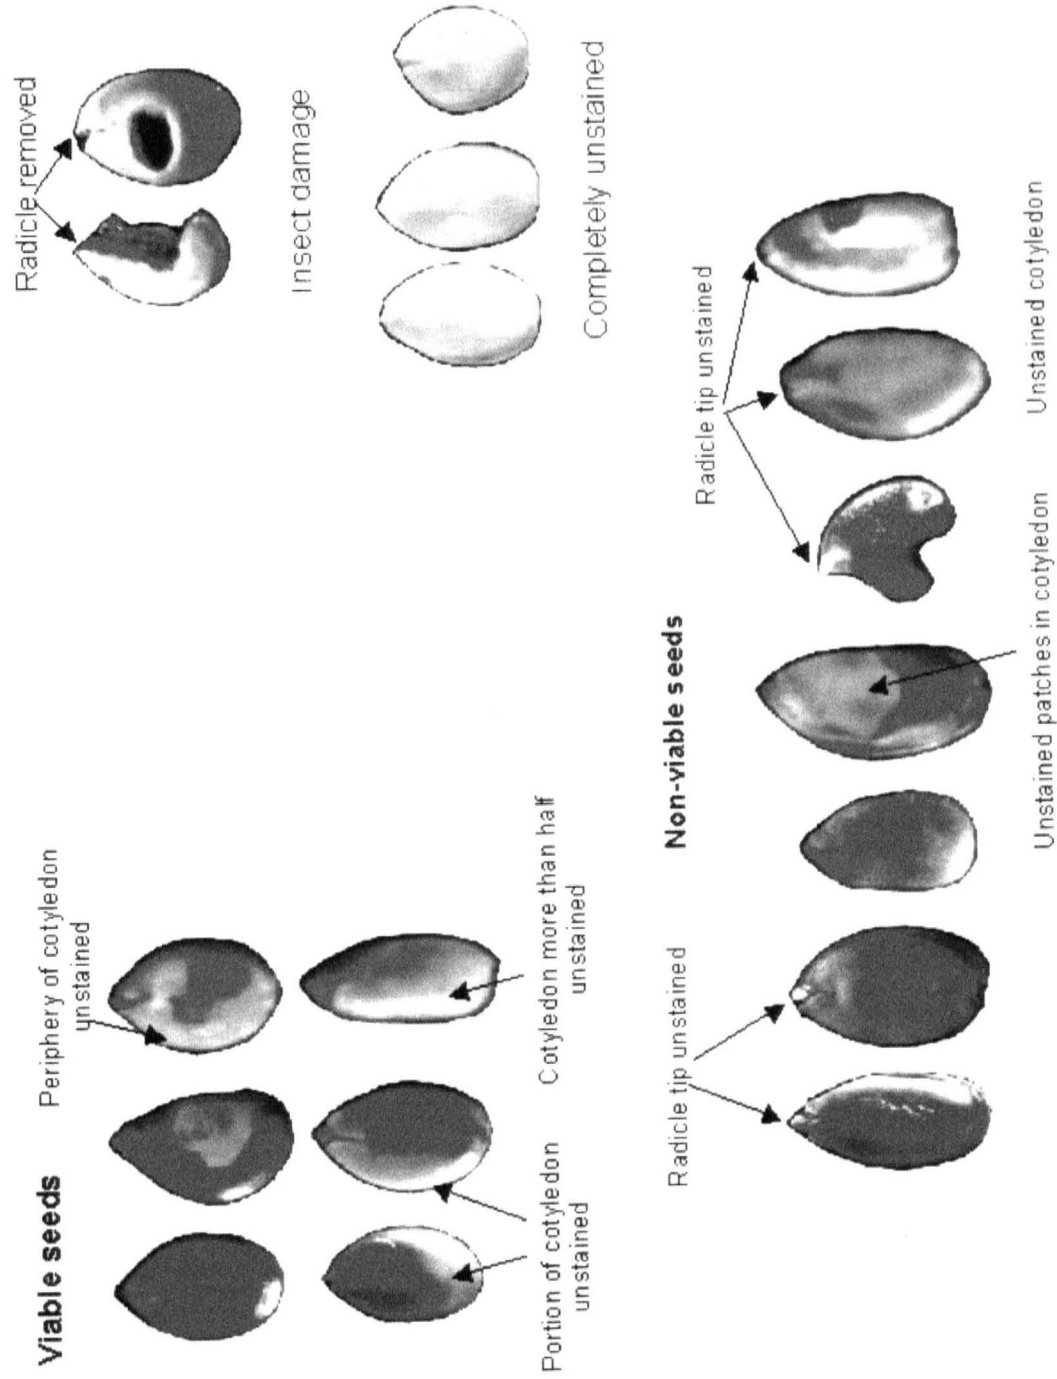 Viable seeds
Periphery of cotyledon
unstained
Portion of cotyledon
unstained
Cotyledon more than half
unstained
Radicle removed
Insect damage
Completely unstained
Non-viable seeds
Radicle tip unstained
Radicle tip unstained
Unstained patches in cotyledon
Unstained cotyledon